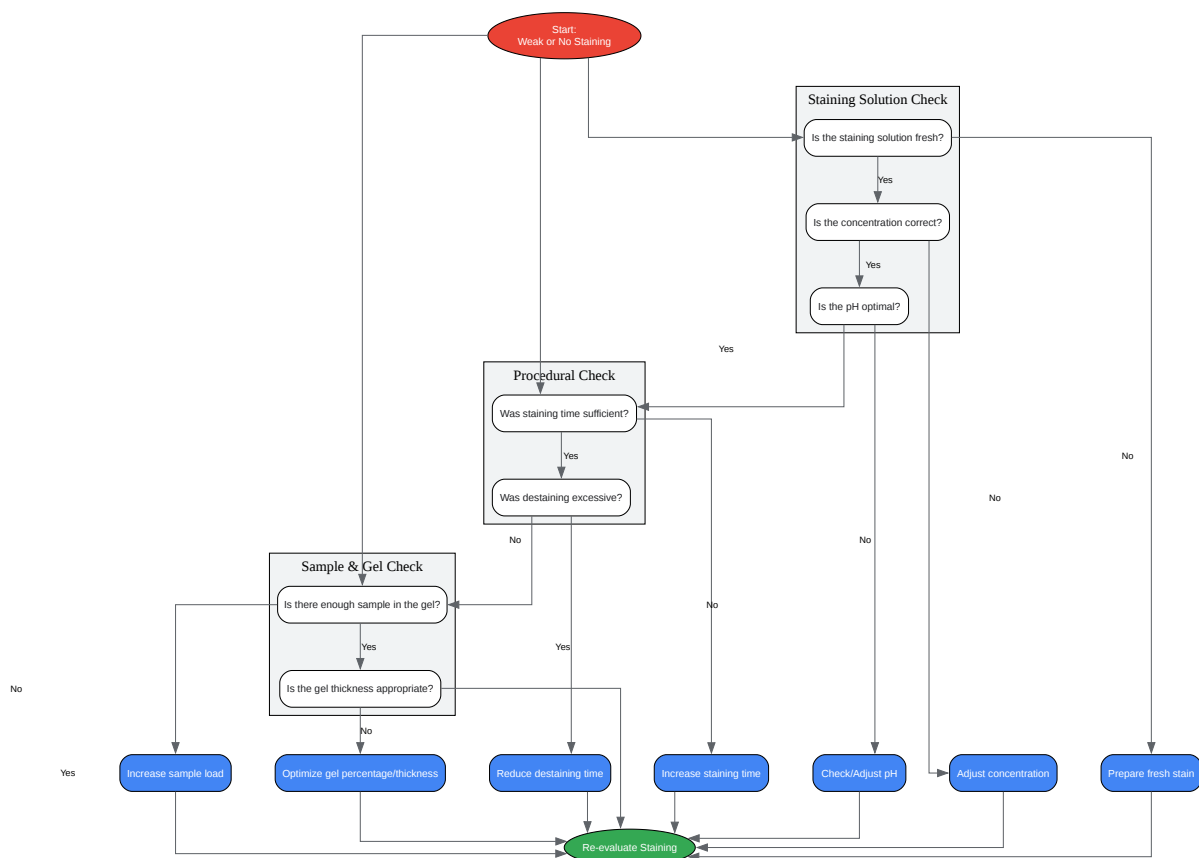 Start:
Weak or No Staining
Staining Solution Check
Is the staining solution fresh?
Yes
Is the concentration correct?
Yes
Is the pH optimal?
Yes
Procedural Check
Was staining time sufficient?
Yes
No
Was destaining excessive?
No
No
No
Sample & Gel Check
Is there enough sample in the gel?
No
Yes
Yes
Is the gel thickness appropriate?
No
No
Yes
Increase sample load
Optimize gel percentage/thickness
Reduce destaining time
Increase staining time
Check/Adjust pH
Adjust concentration
Prepare fresh stain
Re-evaluate Staining